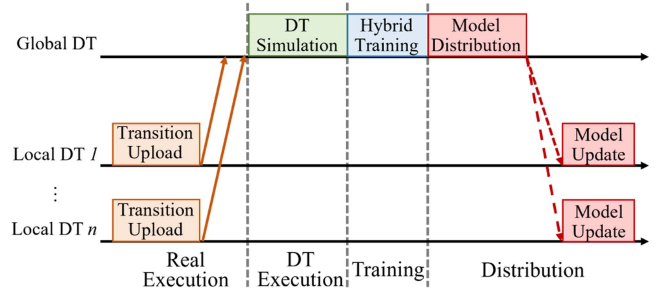 Global DT
DT
Simulation
Hybrid
Training
Model
Distribution
Transition
Upload
Model
Update
Local DT 1
⋮
Transition
Upload
Model
Update
Local DT n
Real
Execution
DT
Execution
Training
Distribution